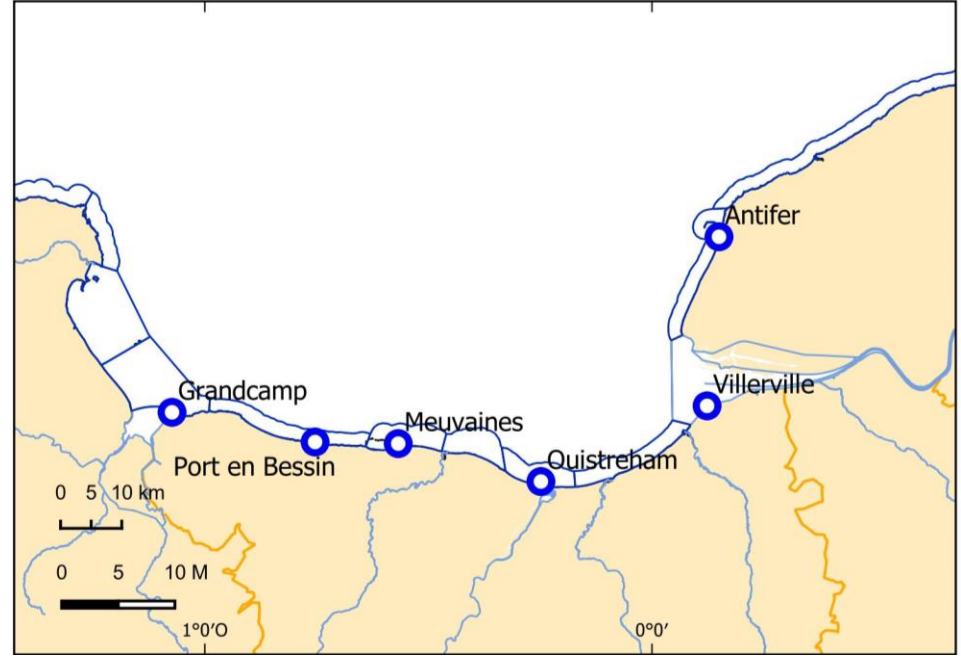 Antifer
Villerville
Grandcamp
Meuvaines
Ouistreham
Port en Bessin
0 5 10 km
0 5 10 M
1°0'O
0°0'